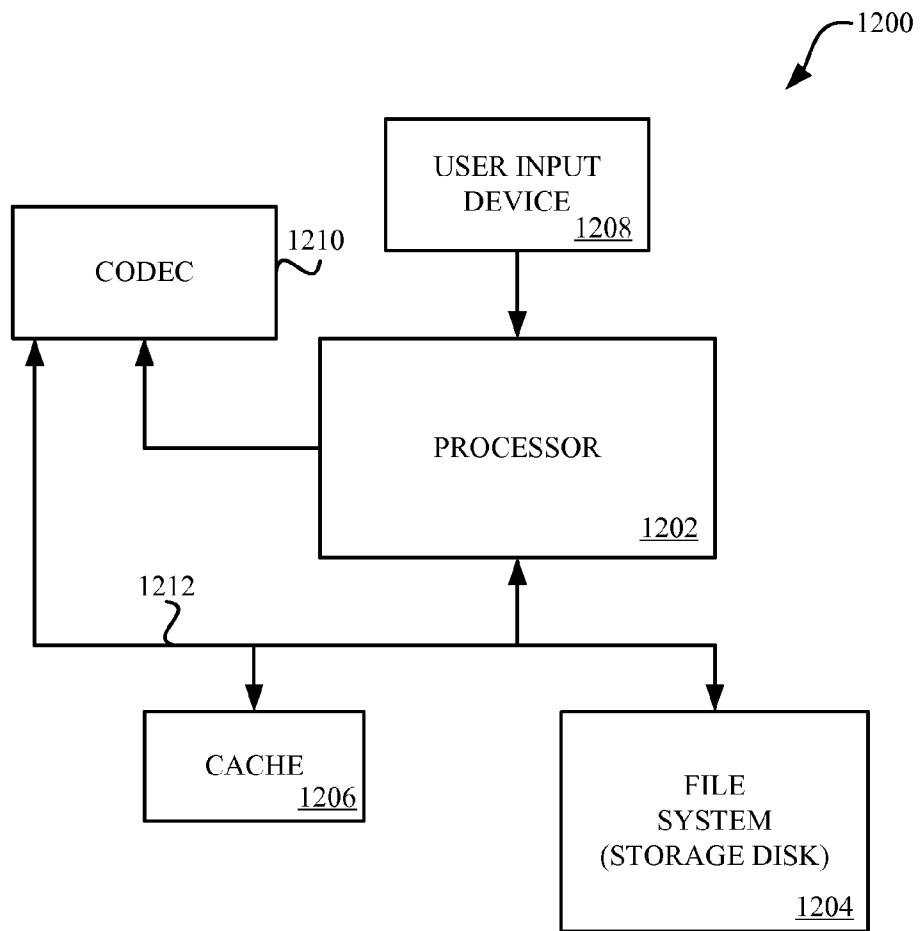 1200
USER INPUT
DEVICE
1208
1210
CODEC
PROCESSOR
1202
1212
CACHE
1206
FILE
SYSTEM
(STORAGE DISK)
1204